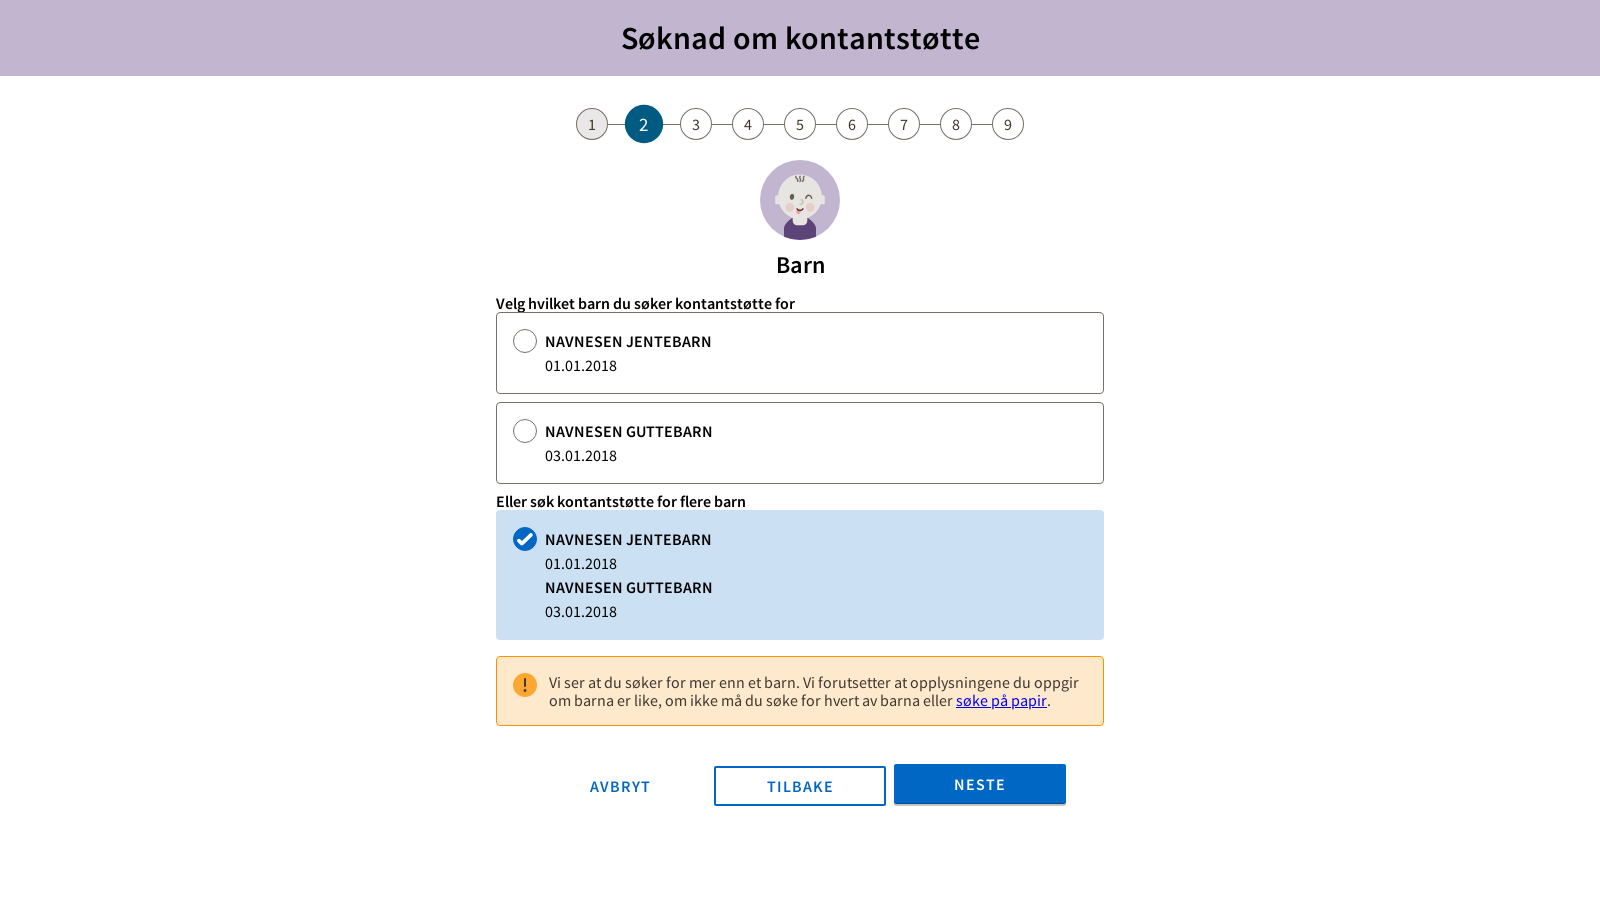 Søknad om kontantstøtte
1 2 3 4 5 6 7 8 9
Barn
Velg hvilket barn du søker kontantstøtte for
NAVNESEN JENTEBARN
01.01.2018
NAVNESEN GUTTEBARN
03.01.2018
Eller søk kontantstøtte for flere barn
NAVNESEN JENTEBARN
01.01.2018
NAVNESEN GUTTEBARN
03.01.2018
Vi ser at du søker for mer enn et barn. Vi forutsetter at opplysningene du oppgir
om barna er like, om ikke må du søke for hvert av barna eller søke på papir.
AVBRYT TILBAKE NESTE